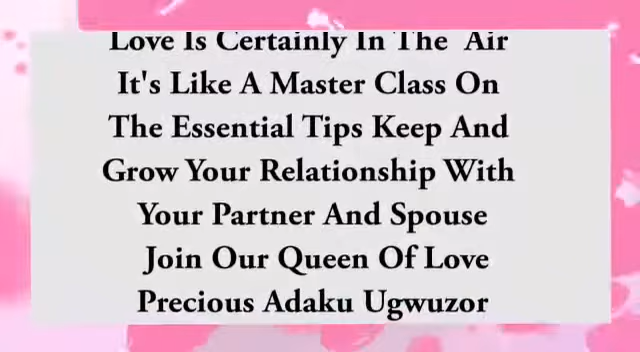 Love Is Certainly In The Air
It's Like A Master Class On
The Essential Tips Keep And
Grow Your Relationship With
Your Partner And Spouse
Join Our Queen Of Love
Precious Adaku Ugwuzor